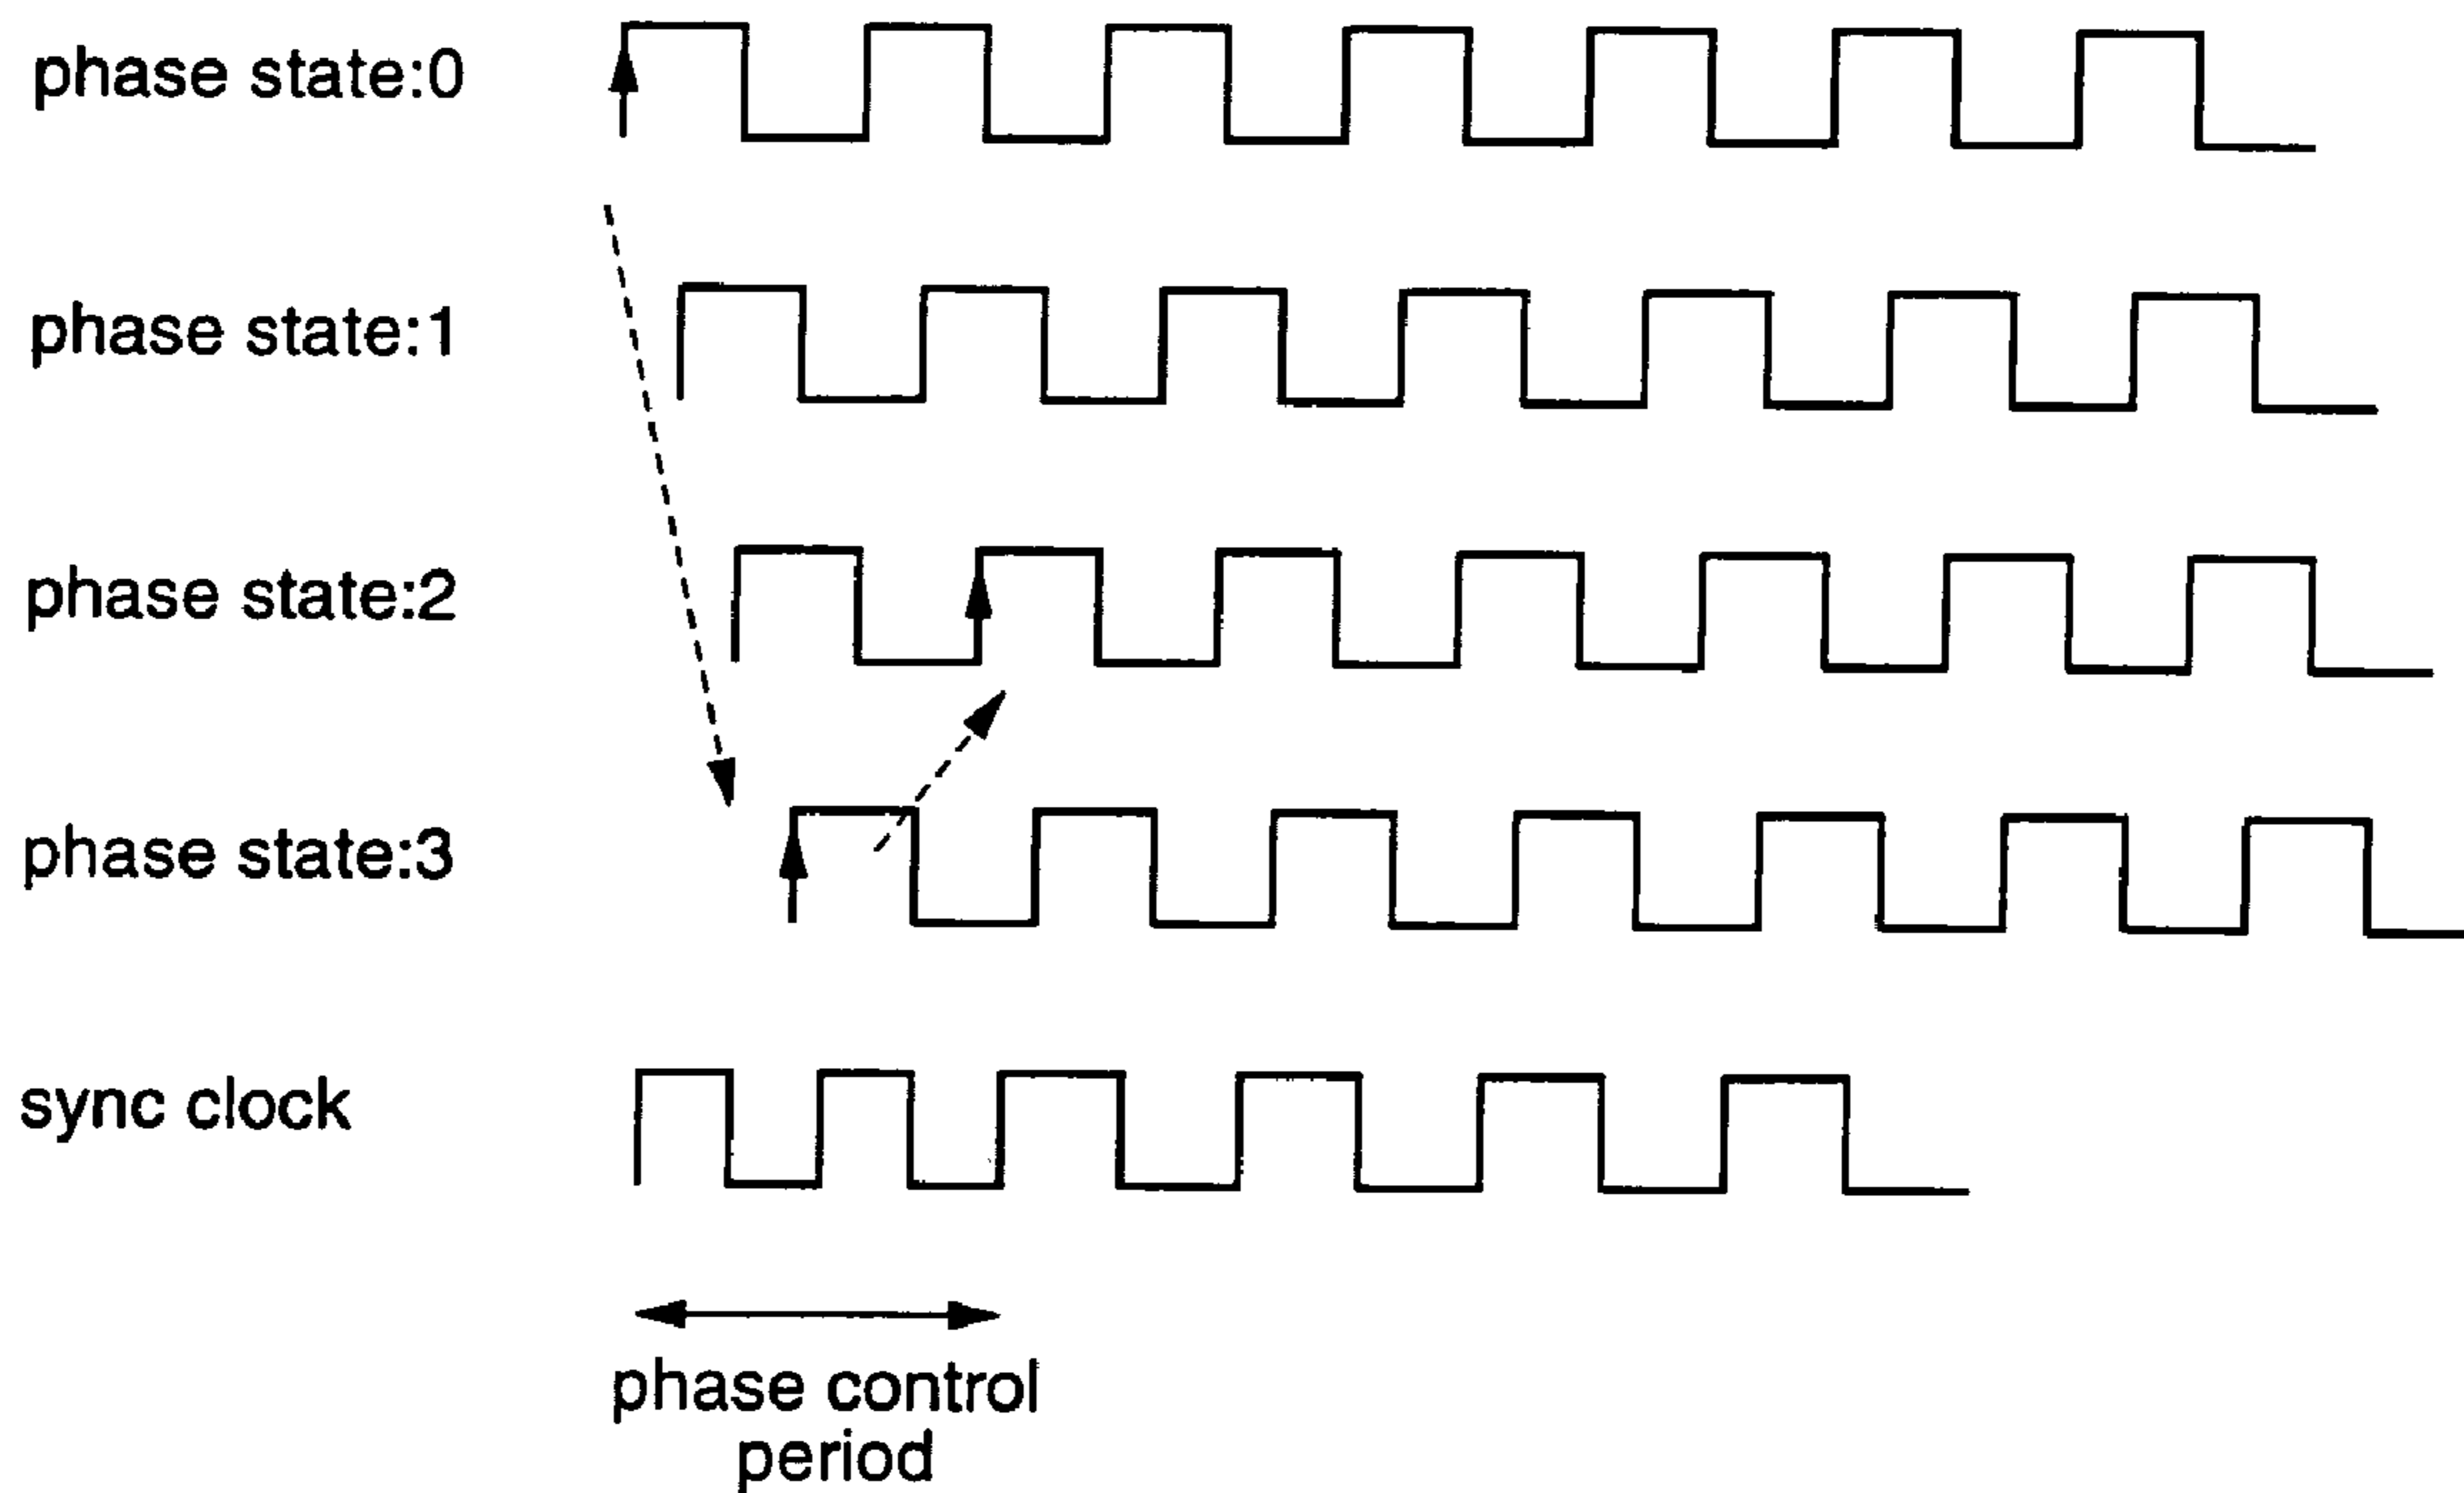 phase state:0
phase state:1
phase state:2
phase state:3
sync clock
phase control
period